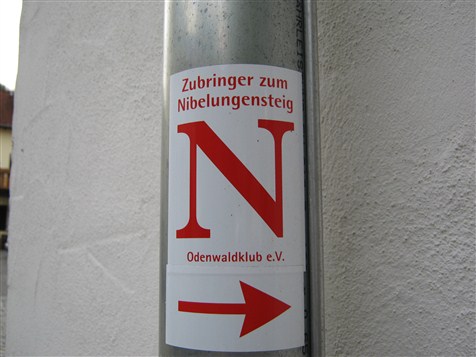 Zubringer zum
Nibelungensteig
N
Odenwaldklub e.V.